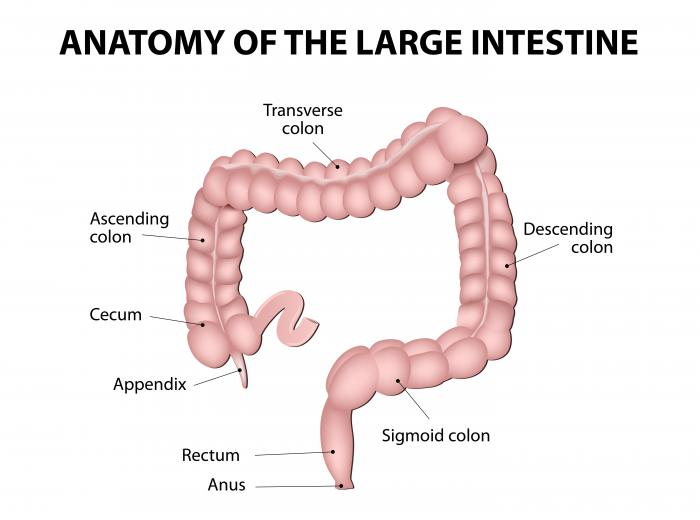 ANATOMY OF THE LARGE INTESTINE
Transverse
colon
Ascending
colon
Descending
colon
Cecum
Appendix
Sigmoid colon
Rectum
Anus